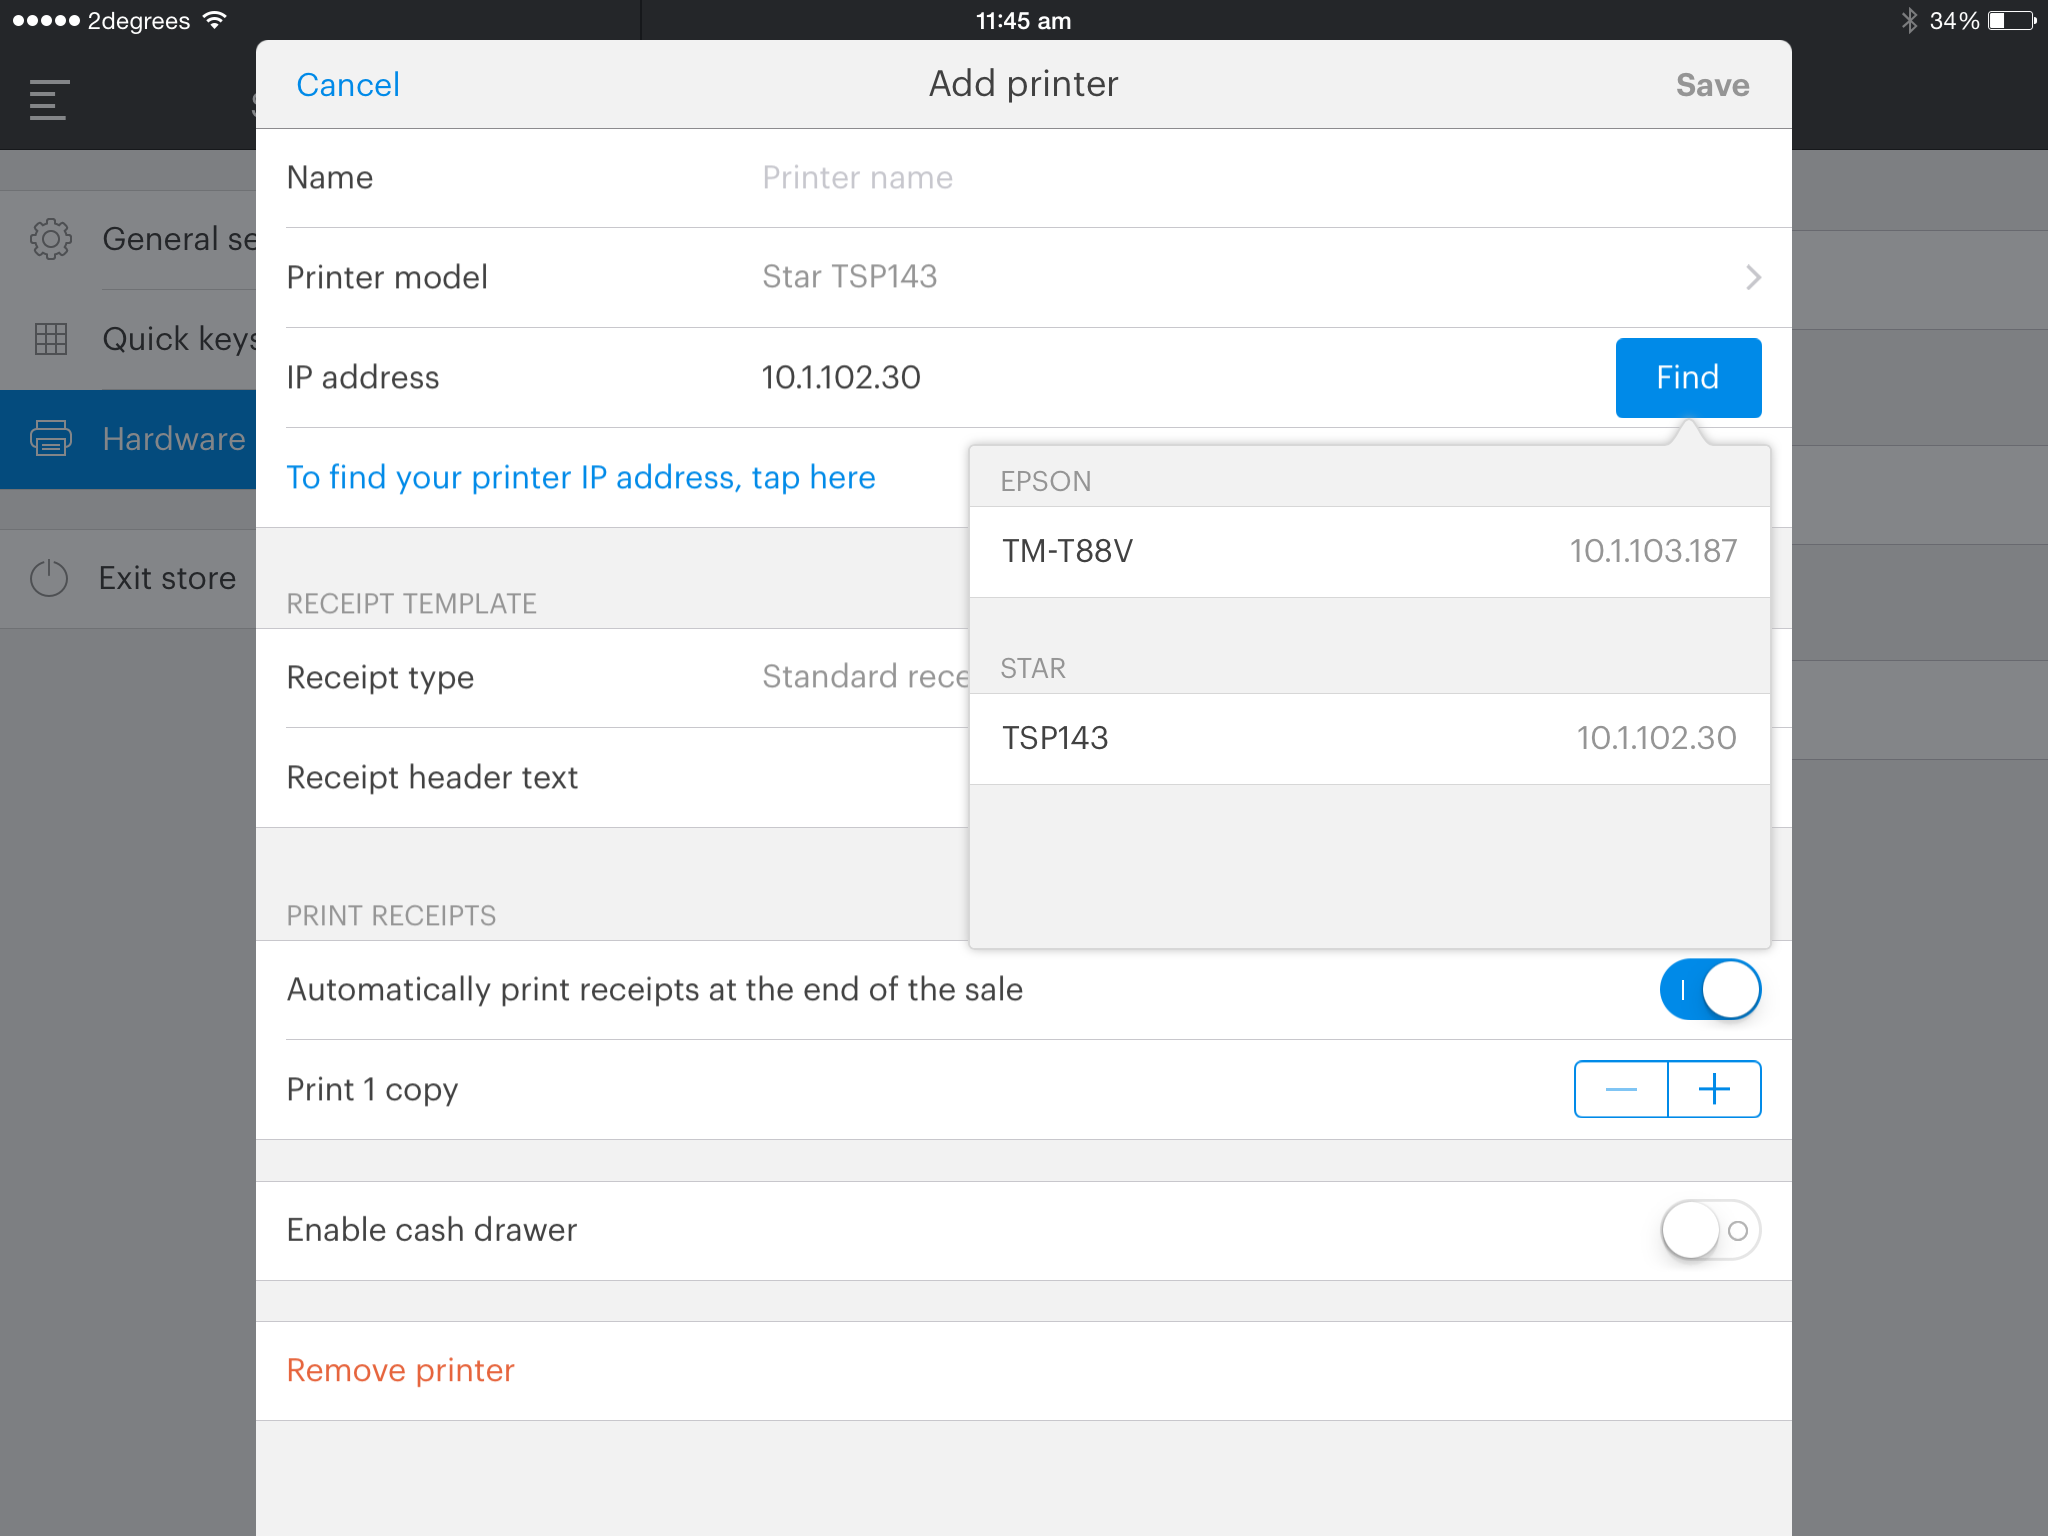 2degrees 11:45 am 34%
Cancel Add printer Save
Name Printer name
General se
Printer model Star TSP143
Quick keys
IP address 10.1.102.30 Find
Hardware
To find your printer IP address, tap here
EPSON
TM-T88V 10.1.103.187
Exit store
RECEIPT TEMPLATE
STAR
Receipt type Standard rece
TSP143 10.1.102.30
Receipt header text
PRINT RECEIPTS
Automatically print receipts at the end of the sale
Print 1 copy
Enable cash drawer
Remove printer